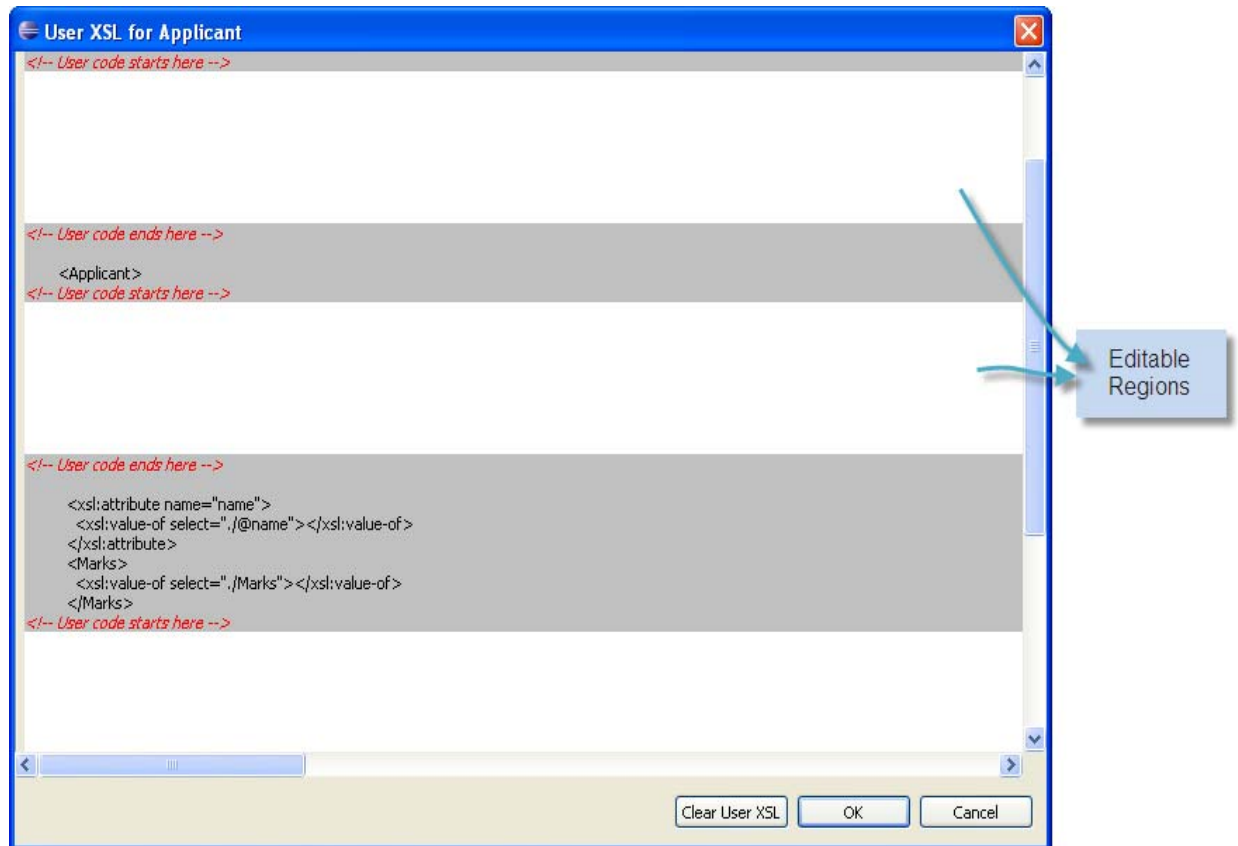 User XSL for Applicant
<!-- User code starts here -->
<!-- User code ends here -->
<Applicant>
<!-- User code starts here -->
<!-- User code ends here -->
<xsl:attribute name="name">
<xsl:value-of select="./@name"></xsl:value-of>
</xsl:attribute>
<Marks>
<xsl:value-of select="./Marks"></xsl:value-of>
</Marks>
<!-- User code starts here -->
Editable
Regions
Clear User XSL
OK
Cancel